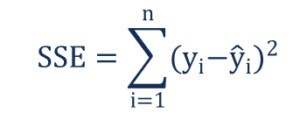 n
SSE = ∑(yᵢ−ŷᵢ)²
i=1